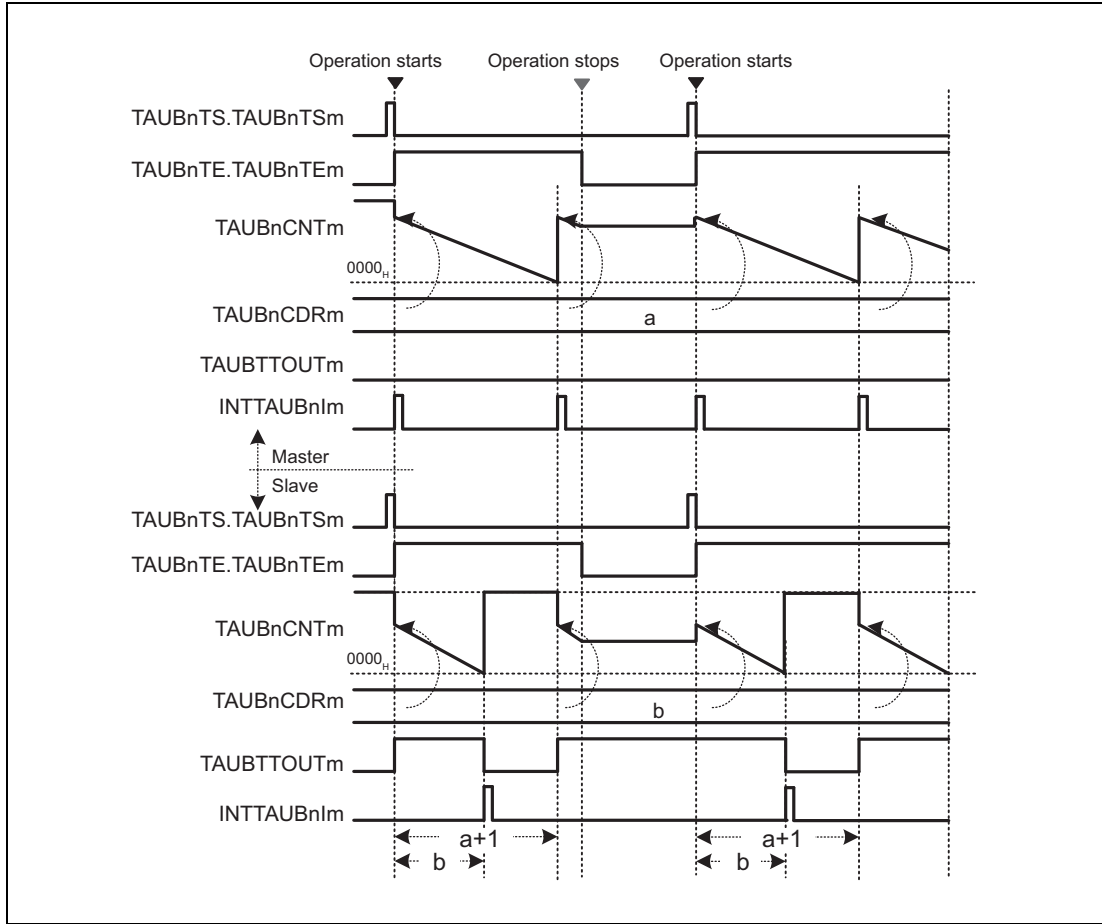 Operation starts Operation stops Operation starts
TAUBnTS.TAUBnTSm
TAUBnTE.TAUBnTEm
TAUBnCNTm
0000H
TAUBnCDRm
a
TAUBTTOUTm
INTTAUBnIm
Master
Slave
TAUBnTS.TAUBnTSm
TAUBnTE.TAUBnTEm
TAUBnCNTm
0000H
TAUBnCDRm
b
TAUBTTOUTm
INTTAUBnIm
a+1 a+1
b b